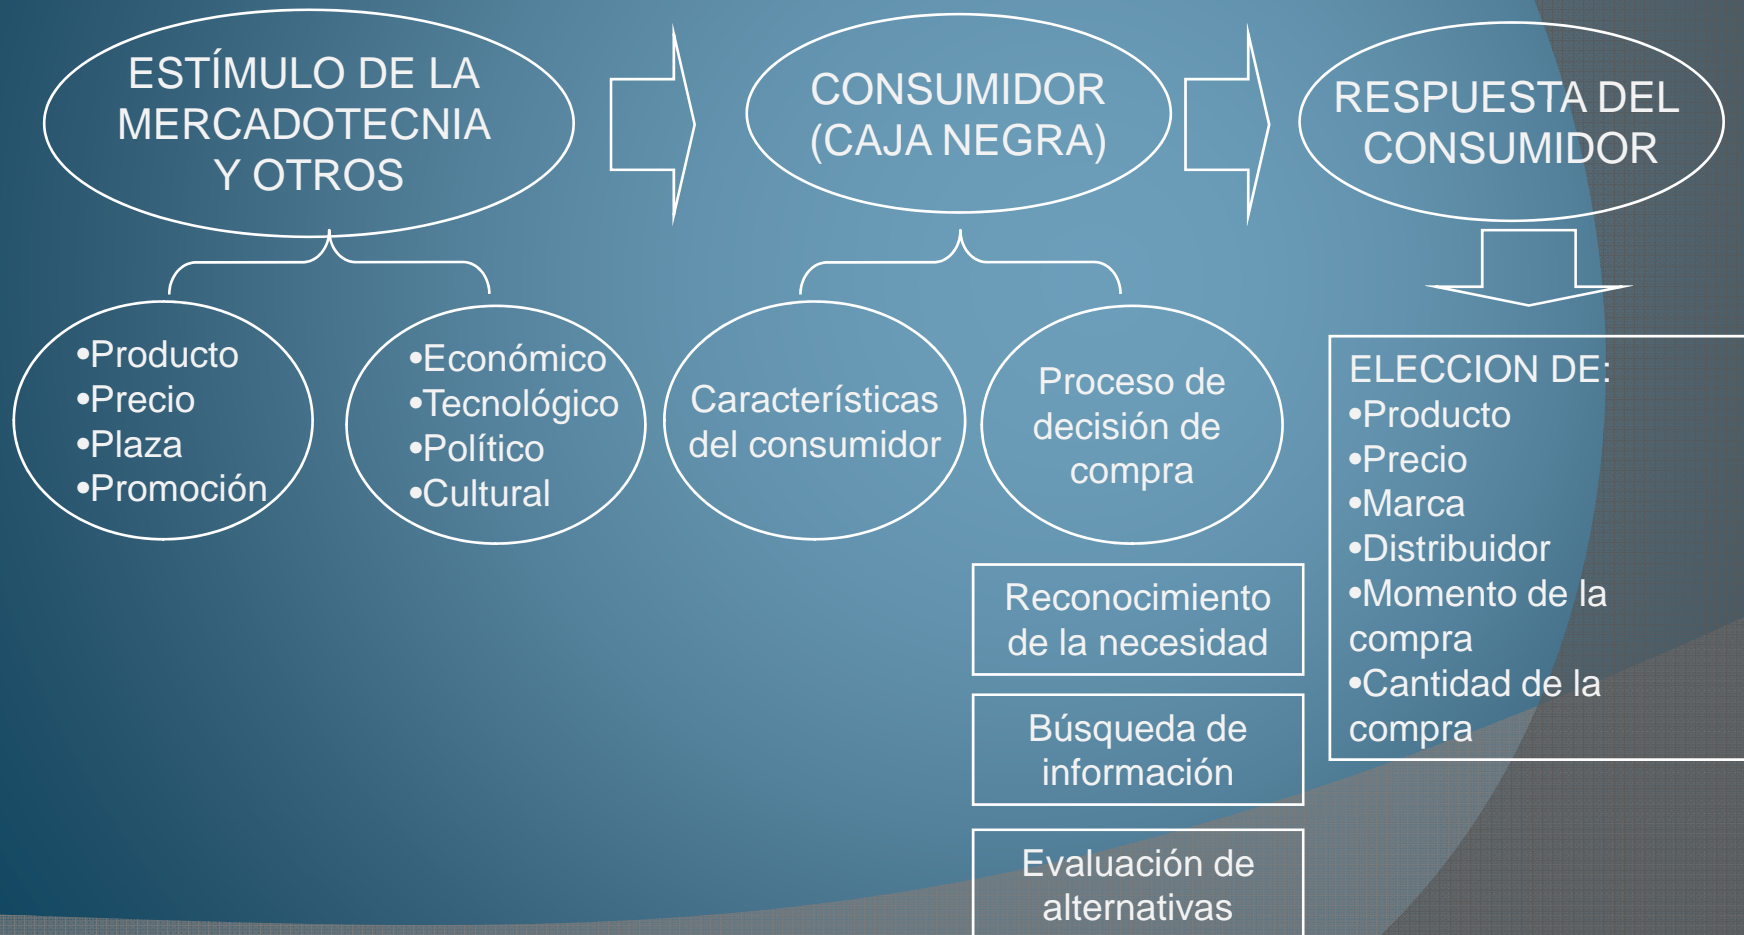 ESTÍMULO DE LA
MERCADOTECNIA
Y OTROS
CONSUMIDOR
(CAJA NEGRA)
RESPUESTA DEL
CONSUMIDOR
•Producto
•Precio
•Plaza
•Promoción
•Económico
•Tecnológico
•Político
•Cultural
Características
del consumidor
Proceso de
decisión de
compra
Reconocimiento
de la necesidad
Búsqueda de
información
Evaluación de
alternativas
ELECCION DE:
•Producto
•Precio
•Marca
•Distribuidor
•Momento de la
compra
•Cantidad de la
compra